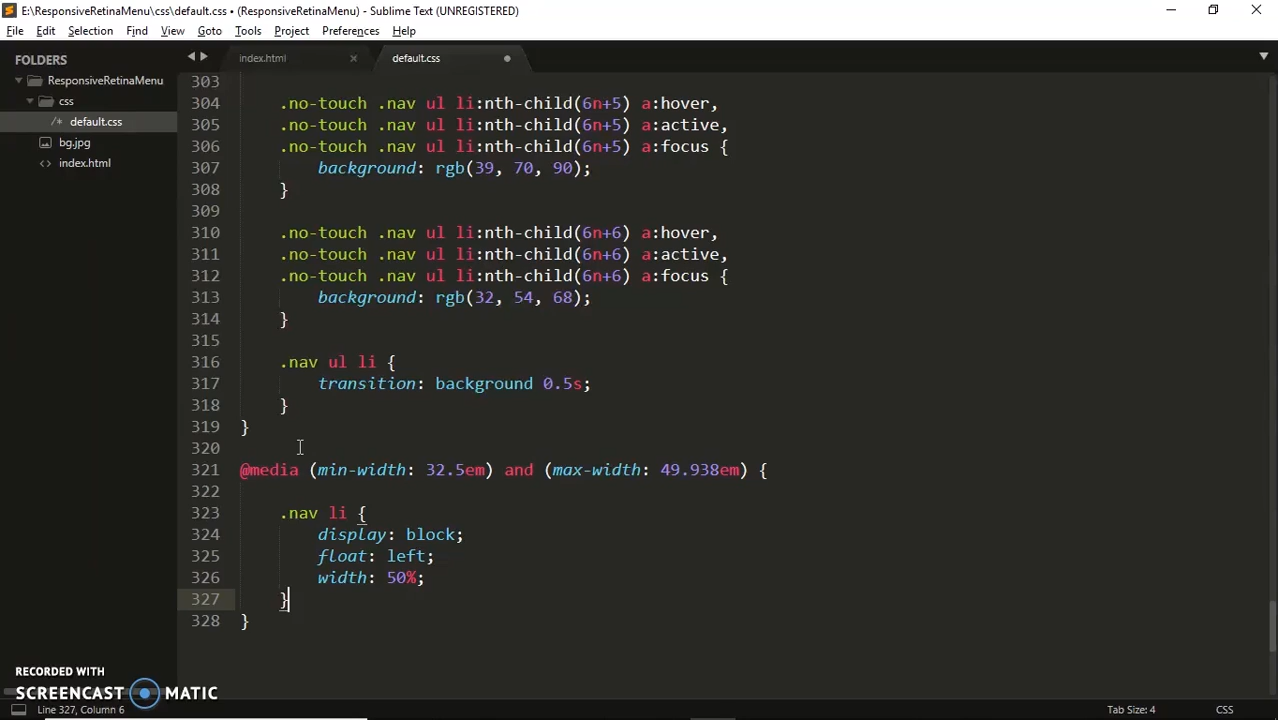 E:\ResponsiveRetinaMenu\css\default.css • (ResponsiveRetinaMenu) - Sublime Text (UNREGISTERED)
File Edit Selection Find View Goto Tools Project Preferences Help
FOLDERS
ResponsiveRetinaMenu
css
/* default.css
bg.jpg
<> index.html
index.html
default.css
303
304 .no-touch .nav ul li:nth-child(6n+5) a:hover,
305 .no-touch .nav ul li:nth-child(6n+5) a:active,
306 .no-touch .nav ul li:nth-child(6n+5) a:focus {
307 background: rgb(39, 70, 90);
308 }
309
310 .no-touch .nav ul li:nth-child(6n+6) a:hover,
311 .no-touch .nav ul li:nth-child(6n+6) a:active,
312 .no-touch .nav ul li:nth-child(6n+6) a:focus {
313 background: rgb(32, 54, 68);
314 }
315
316 .nav ul li {
317 transition: background 0.5s;
318 }
319 }
320
321 @media (min-width: 32.5em) and (max-width: 49.938em) {
322
323 .nav li {
324 display: block;
325 float: left;
326 width: 50%;
327 }
328 }
RECORDED WITH
SCREENCAST MATIC
Line 327, Column 6
Tab Size: 4
CSS